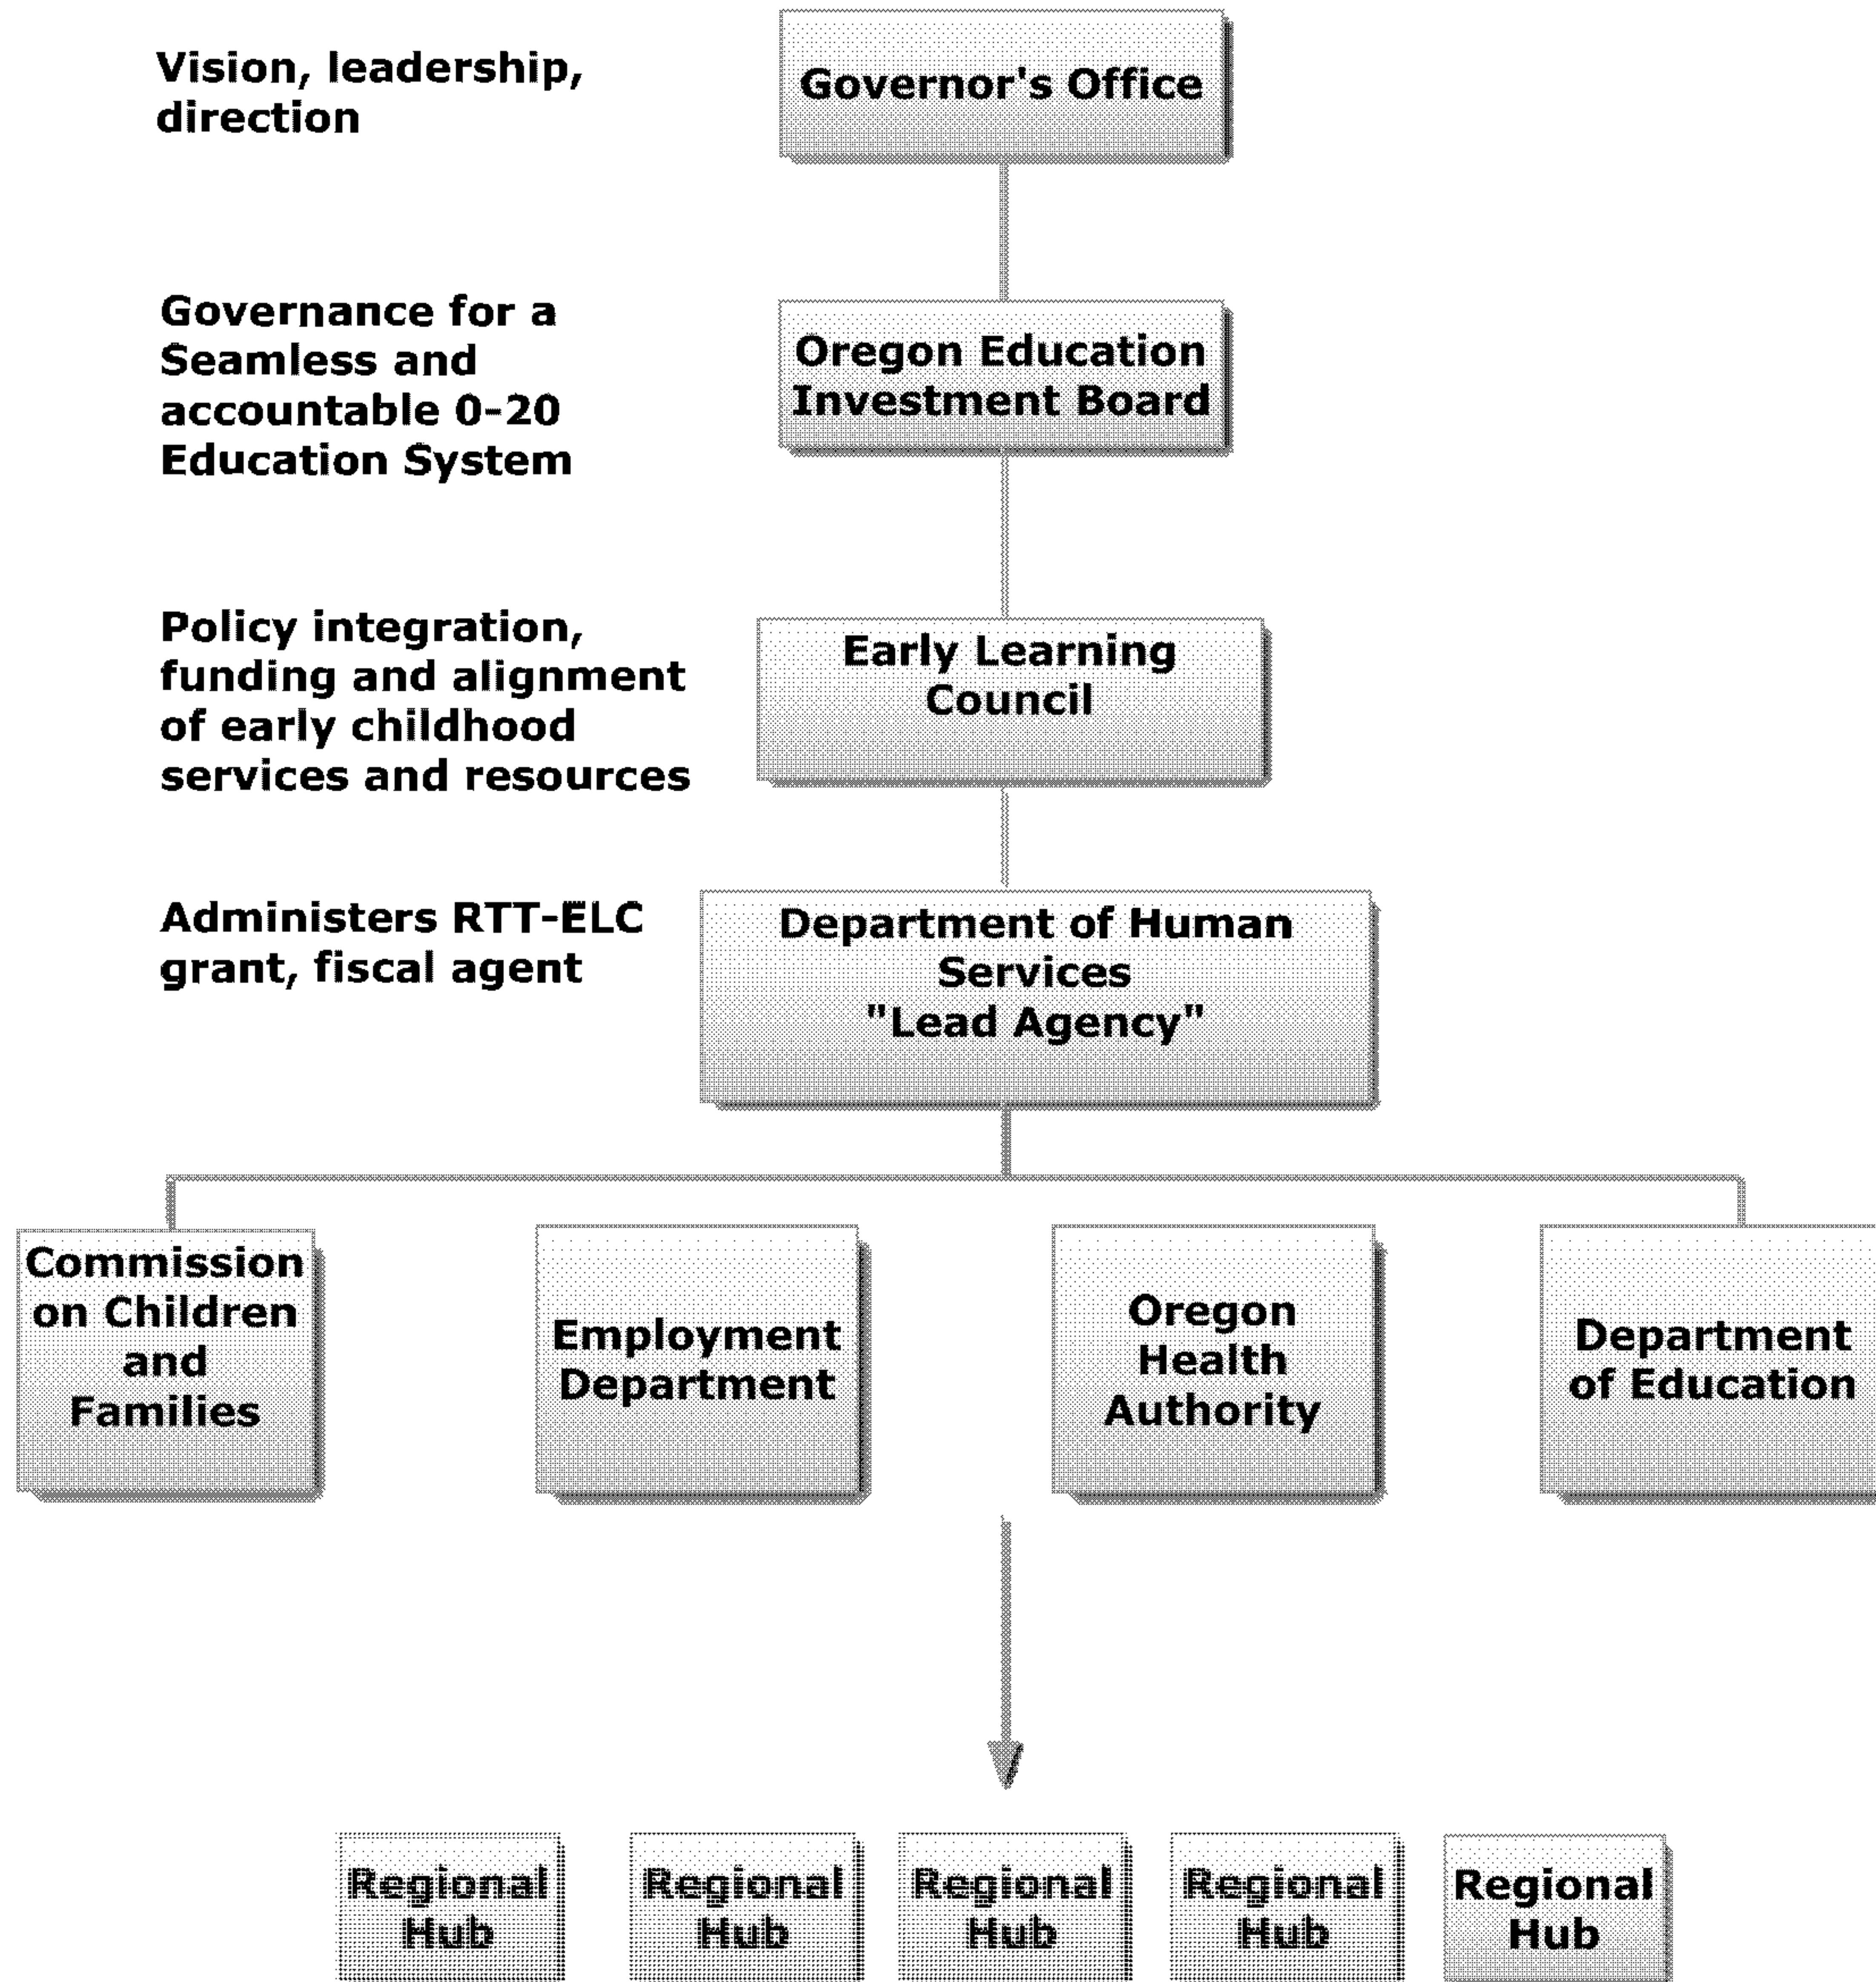 Vision, leadership,
direction
Governor's Office
Governance for a
Seamless and
accountable 0-20
Education System
Oregon Education
Investment Board
Policy integration,
funding and alignment
of early childhood
services and resources
Early Learning
Council
Administers RTT-ELC
grant, fiscal agent
Department of Human
Services
"Lead Agency"
Commission
on Children
and
Families
Employment
Department
Oregon
Health
Authority
Department
of Education
Regional
Hub
Regional
Hub
Regional
Hub
Regional
Hub
Regional
Hub